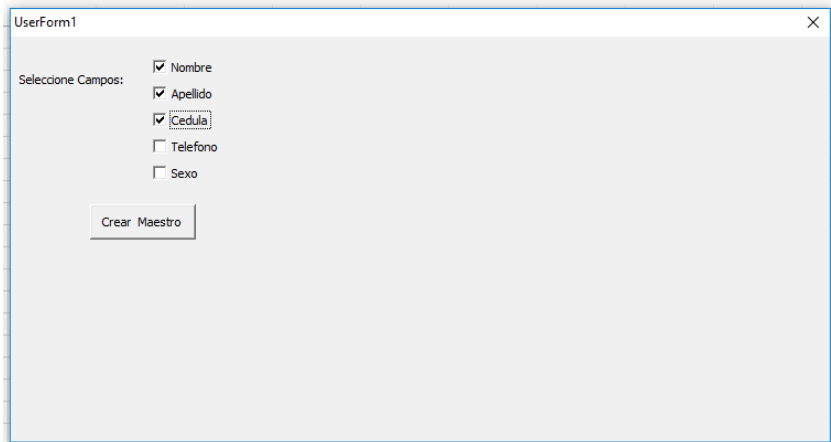 UserForm1
Nombre
Seleccione Campos:
Apellido
Cedula
Telefono
Sexo
Crear Maestro